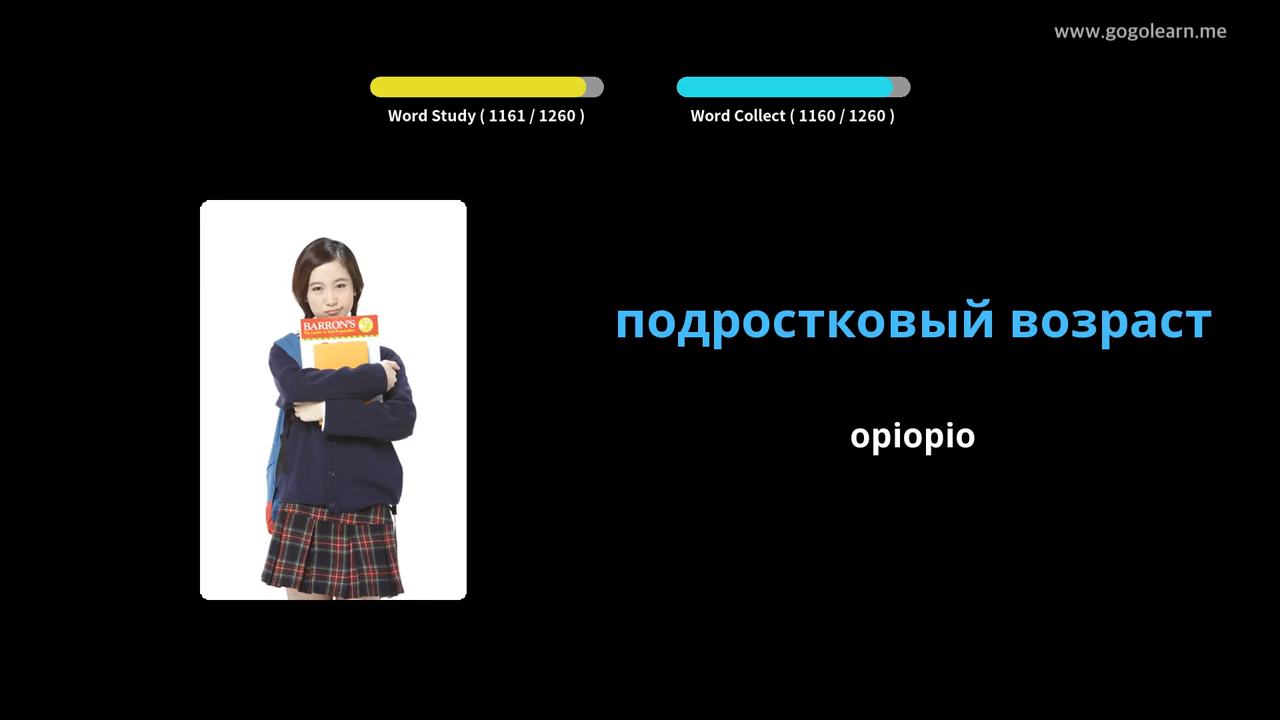 www.gogolearn.me
Word Study ( 1161 / 1260 )
Word Collect ( 1160 / 1260 )
BARRON'S
подростковый возраст
opiopio